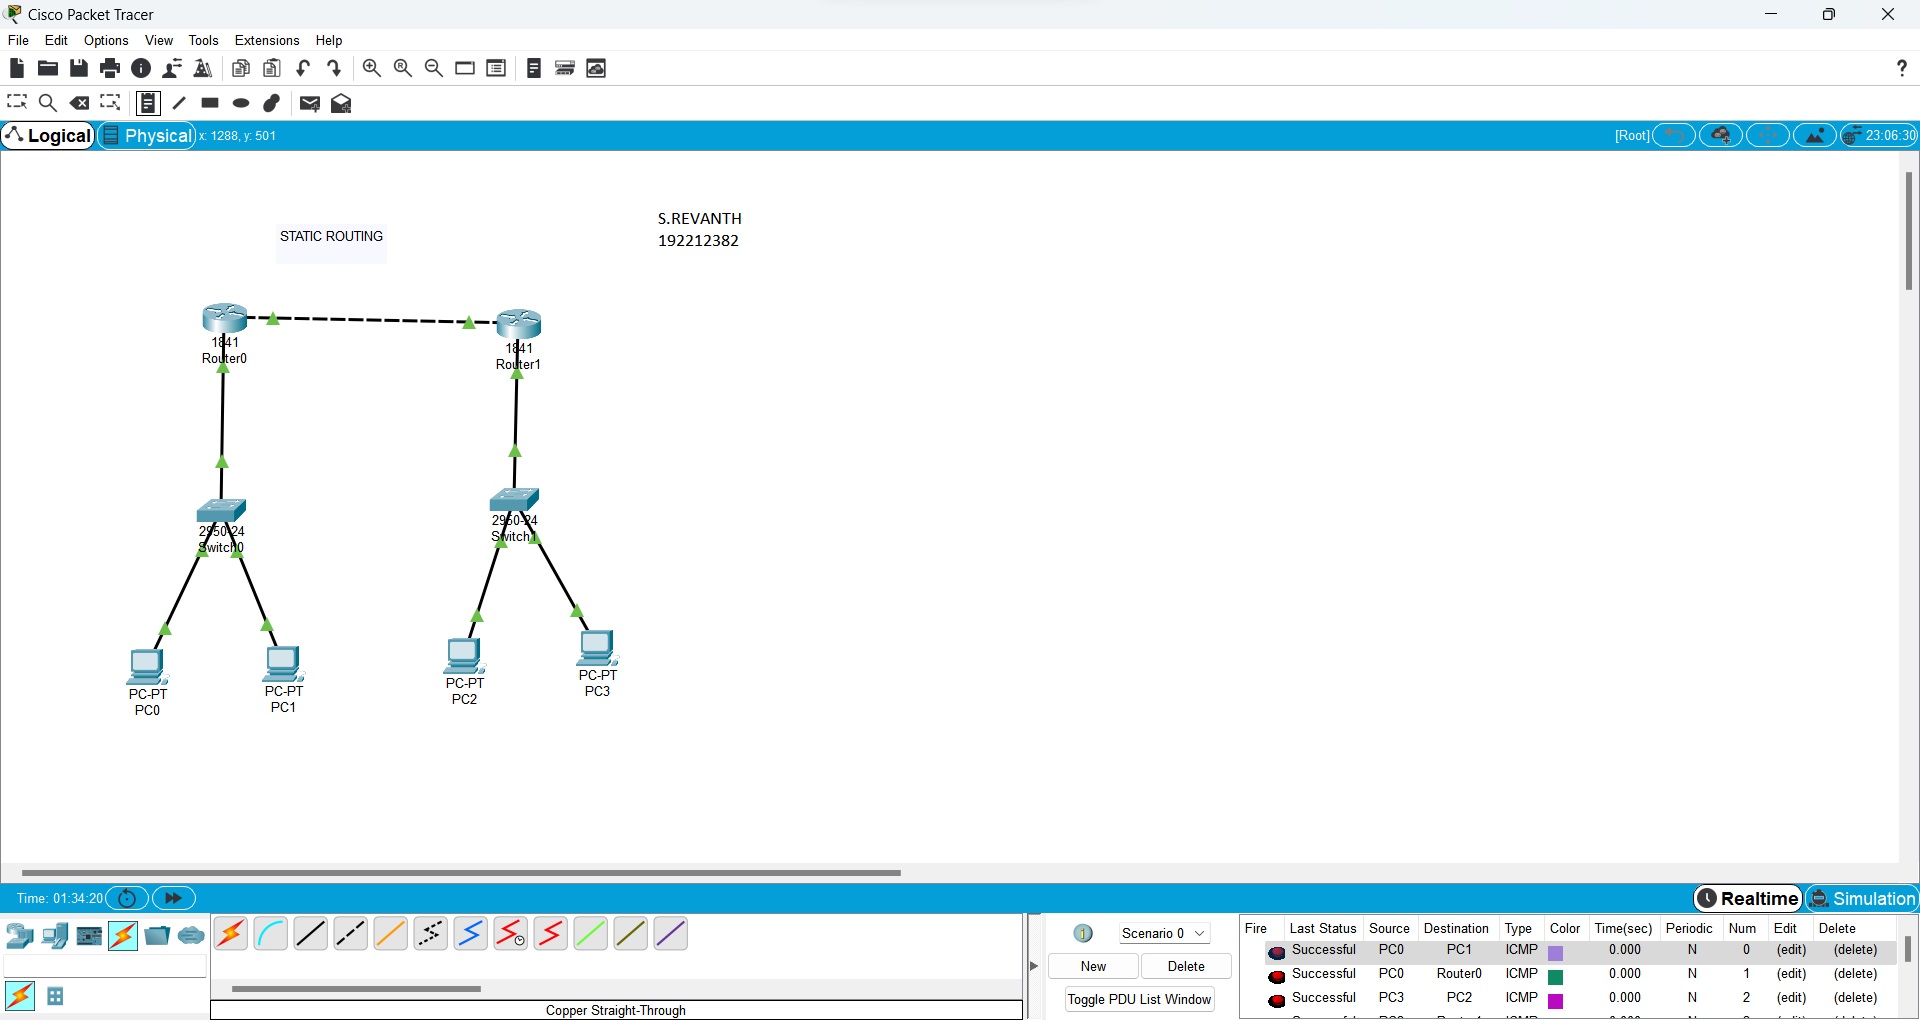 Cisco Packet Tracer
File Edit Options View Tools Extensions Help
Logical Physical x: 1288, y: 501 [Root] 23:06:30
S.REVANTH
192212382
STATIC ROUTING
1841
Router0
1841
Router1
2950-24
Switch0
2950-24
Switch1
PC-PT
PC0
PC-PT
PC1
PC-PT
PC2
PC-PT
PC3
Time: 01:34:20 Realtime Simulation
Scenario 0
New Delete
Toggle PDU List Window
Fire Last Status Source Destination Type Color Time(sec) Periodic Num Edit Delete
Successful PC0 PC1 ICMP 0.000 N 0 (edit) (delete)
Successful PC0 Router0 ICMP 0.000 N 1 (edit) (delete)
Successful PC3 PC2 ICMP 0.000 N 2 (edit) (delete)
Copper Straight-Through